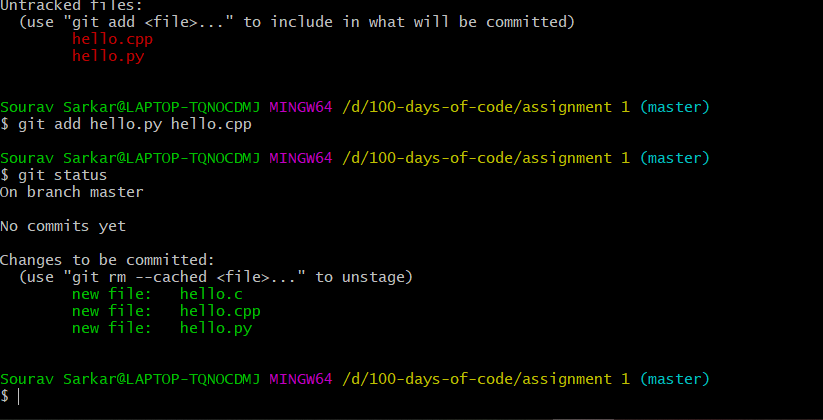 Untracked files:
(use "git add <file>..." to include in what will be committed)
hello.cpp
hello.py
Sourav Sarkar@LAPTOP-TQNOCDMJ MINGW64 /d/100-days-of-code/assignment 1 (master)
$ git add hello.py hello.cpp
Sourav Sarkar@LAPTOP-TQNOCDMJ MINGW64 /d/100-days-of-code/assignment 1 (master)
$ git status
On branch master
No commits yet
Changes to be committed:
(use "git rm --cached <file>..." to unstage)
new file:   hello.c
new file:   hello.cpp
new file:   hello.py
Sourav Sarkar@LAPTOP-TQNOCDMJ MINGW64 /d/100-days-of-code/assignment 1 (master)
$